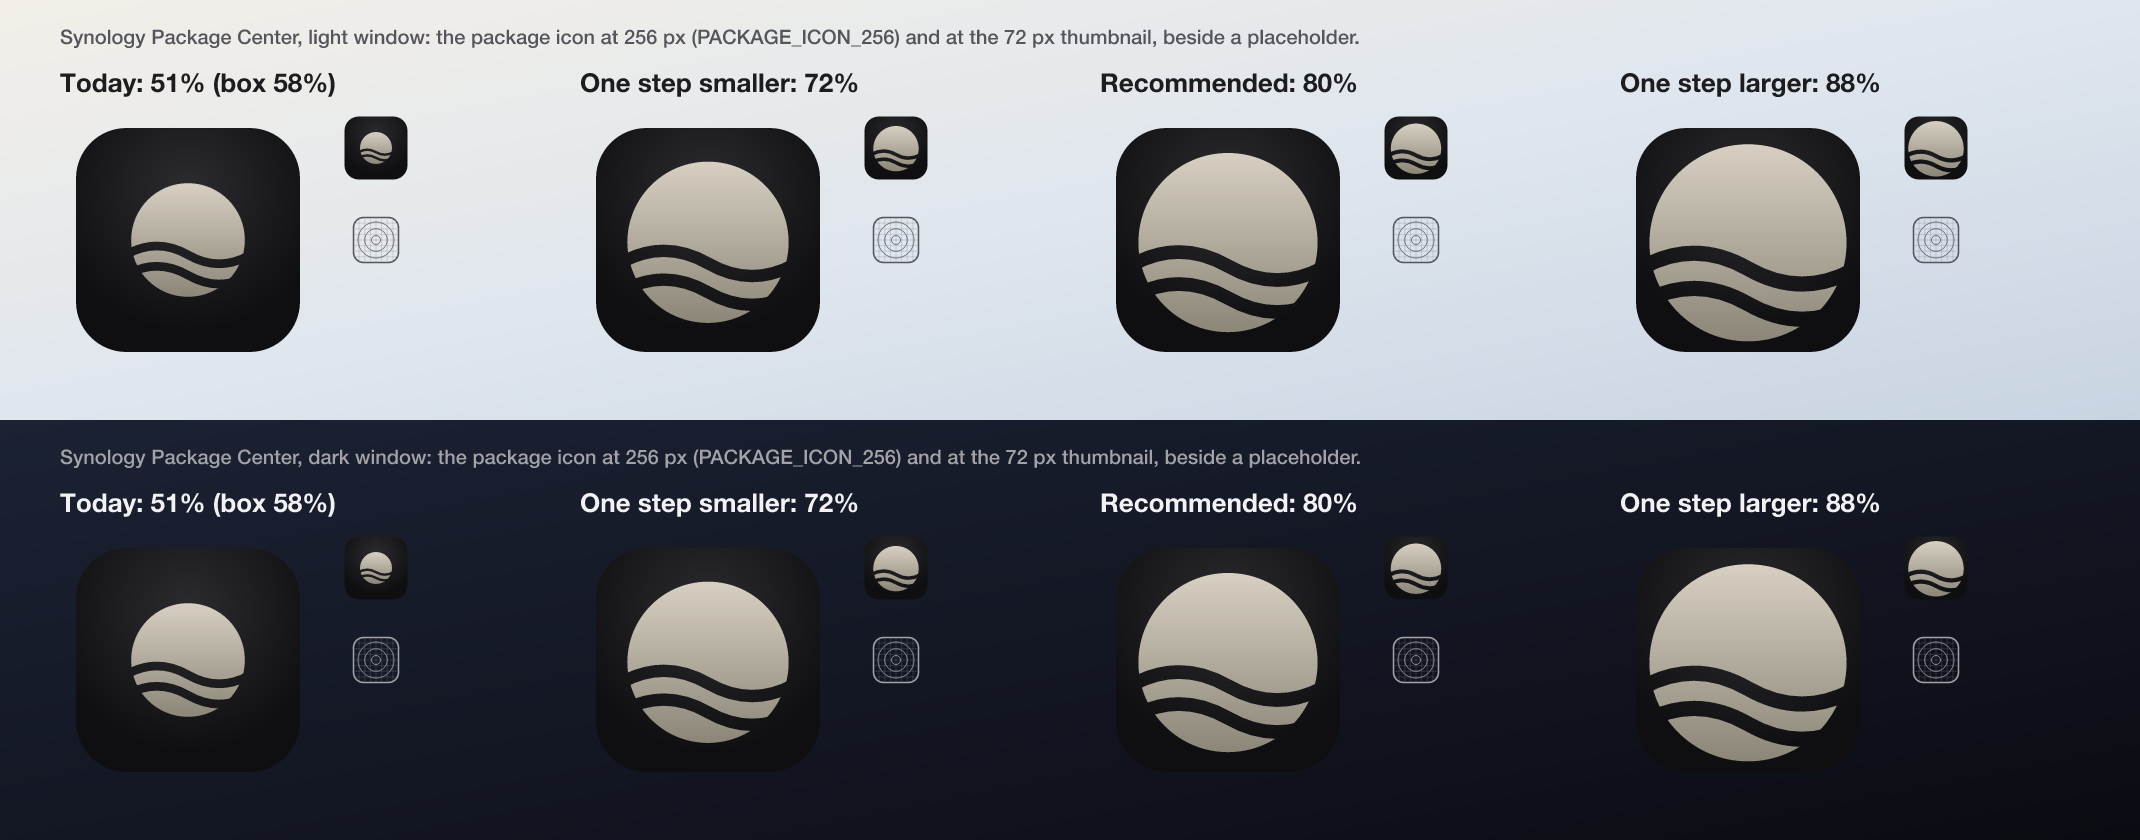 Synology Package Center, light window: the package icon at 256 px (PACKAGE_ICON_256) and at the 72 px thumbnail, beside a placeholder.
Today: 51% (box 58%)
One step smaller: 72%
Recommended: 80%
One step larger: 88%
Synology Package Center, dark window: the package icon at 256 px (PACKAGE_ICON_256) and at the 72 px thumbnail, beside a placeholder.
Today: 51% (box 58%)
One step smaller: 72%
Recommended: 80%
One step larger: 88%